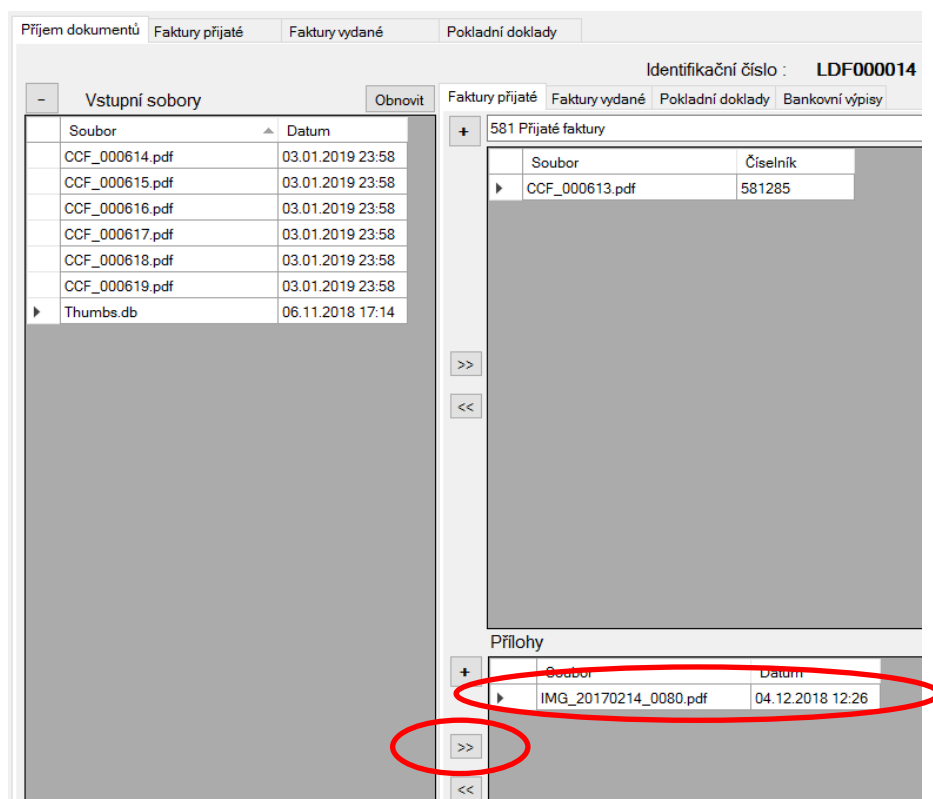 Příjem dokumentů Faktury přijaté Faktury vydané Pokladní doklady
Identifikační číslo : LDF000014
- Vstupní sobory Obnovit
Faktury přijaté Faktury vydané Pokladní doklady Bankovní výpisy
Soubor Datum
CCF_000614.pdf 03.01.2019 23:58
CCF_000615.pdf 03.01.2019 23:58
CCF_000616.pdf 03.01.2019 23:58
CCF_000617.pdf 03.01.2019 23:58
CCF_000618.pdf 03.01.2019 23:58
CCF_000619.pdf 03.01.2019 23:58
Thumbs.db 06.11.2018 17:14
+ 581 Přijaté faktury
Soubor Číselník
CCF_000613.pdf 581285
>>
<<
Přílohy
+ Soubor Datum
IMG_20170214_0080.pdf 04.12.2018 12:26
>>
<<